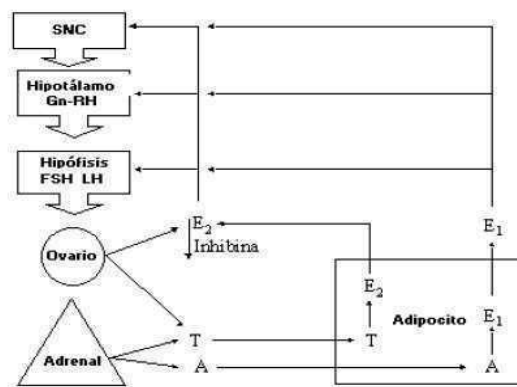 SNC
Hipotálamo
Gn-RH
Hipófisis
FSH LH
Ovario
E₂
Inhibina
E₁
E₂
Adipocito
E₁
Adrenal
T
T
A
A